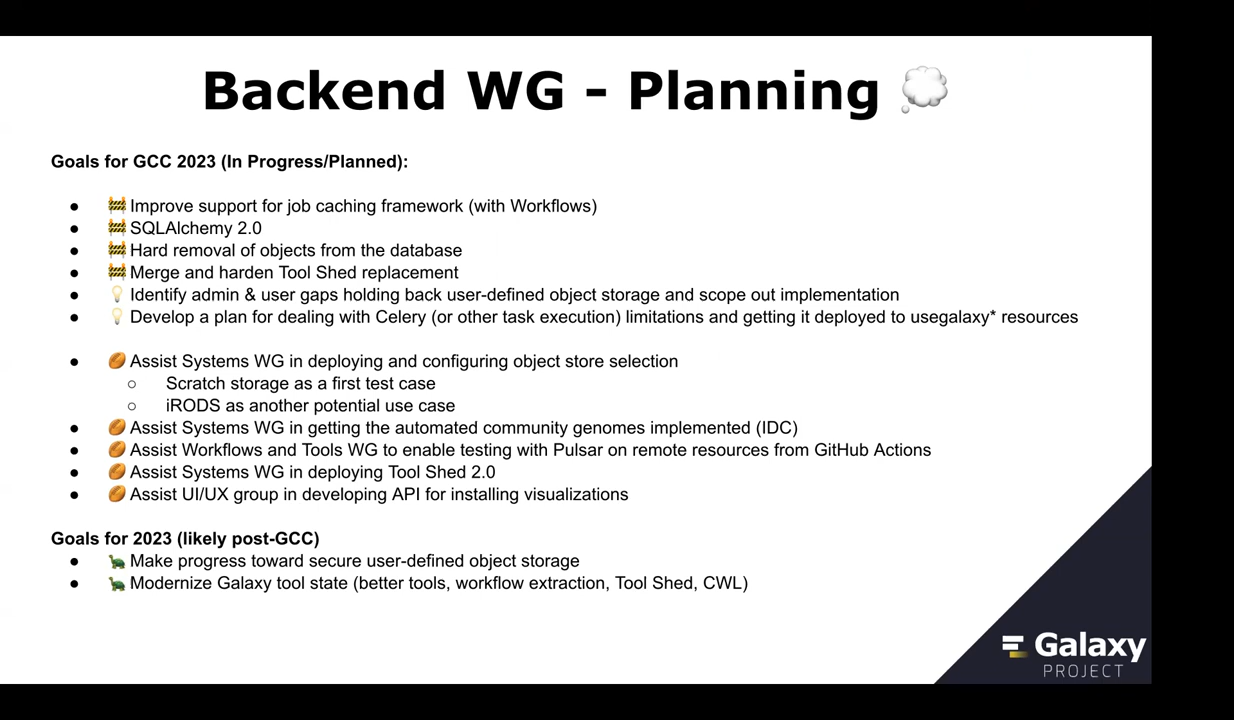 Backend WG - Planning 💭
Goals for GCC 2023 (In Progress/Planned):
● 🚧 Improve support for job caching framework (with Workflows)
● 🚧 SQLAlchemy 2.0
● 🚧 Hard removal of objects from the database
● 🚧 Merge and harden Tool Shed replacement
● 💡 Identify admin & user gaps holding back user-defined object storage and scope out implementation
● 💡 Develop a plan for dealing with Celery (or other task execution) limitations and getting it deployed to usegalaxy* resources
● 🏉 Assist Systems WG in deploying and configuring object store selection
○ Scratch storage as a first test case
○ iRODS as another potential use case
● 🏉 Assist Systems WG in getting the automated community genomes implemented (IDC)
● 🏉 Assist Workflows and Tools WG to enable testing with Pulsar on remote resources from GitHub Actions
● 🏉 Assist Systems WG in deploying Tool Shed 2.0
● 🏉 Assist UI/UX group in developing API for installing visualizations
Goals for 2023 (likely post-GCC)
● 🐢 Make progress toward secure user-defined object storage
● 🐢 Modernize Galaxy tool state (better tools, workflow extraction, Tool Shed, CWL)
Galaxy
PROJECT